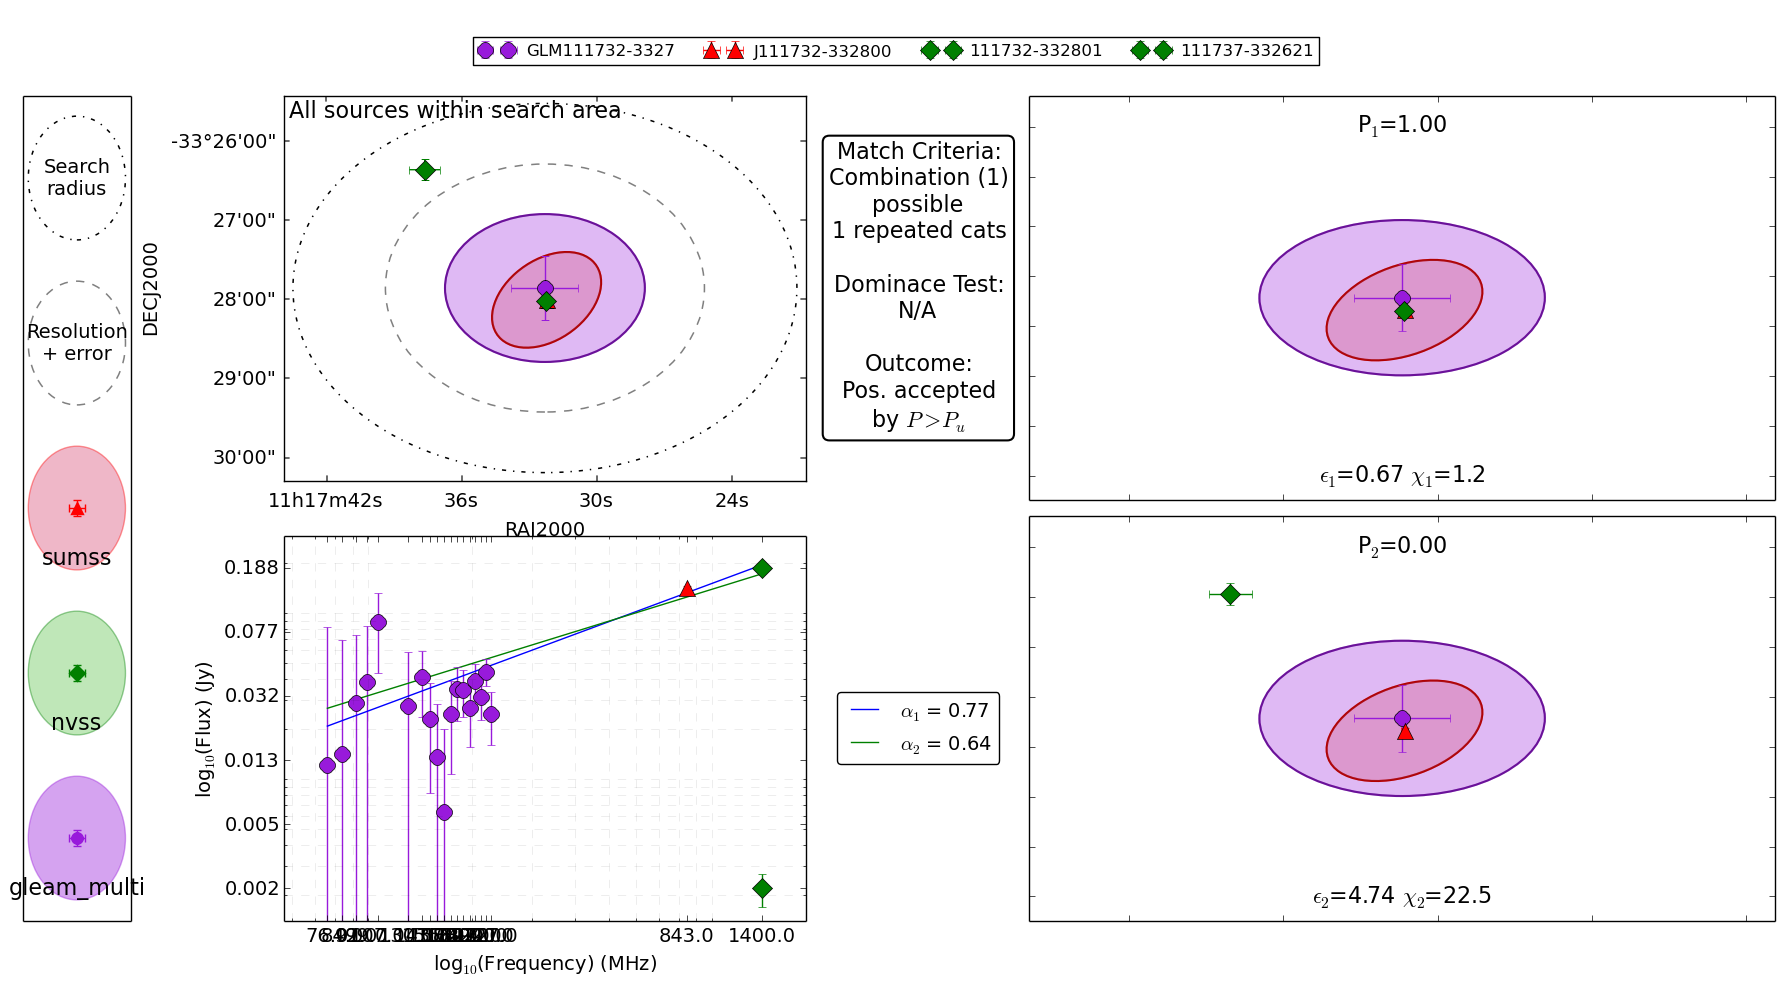 GLM111732-3327 J111732-332800 111732-332801 111737-332621
Search
radius
Resolution
+ error
sumss
nvss
gleam_multi
All sources within search area
DECJ2000
-33°26'00"
27'00"
28'00"
29'00"
30'00"
11h17m42s 36s 30s 24s
RAJ2000
Match Criteria:
Combination (1)
possible
1 repeated cats
Dominace Test:
N/A
Outcome:
Pos. accepted
by P>Pu
P1=1.00
ϵ1=0.67 χ1=1.2
P2=0.00
ϵ2=4.74 χ2=22.5
log10(Flux) (Jy)
0.188
0.077
0.032
0.013
0.005
0.002
843.0 1400.0
log10(Frequency) (MHz)
α1 = 0.77
α2 = 0.64